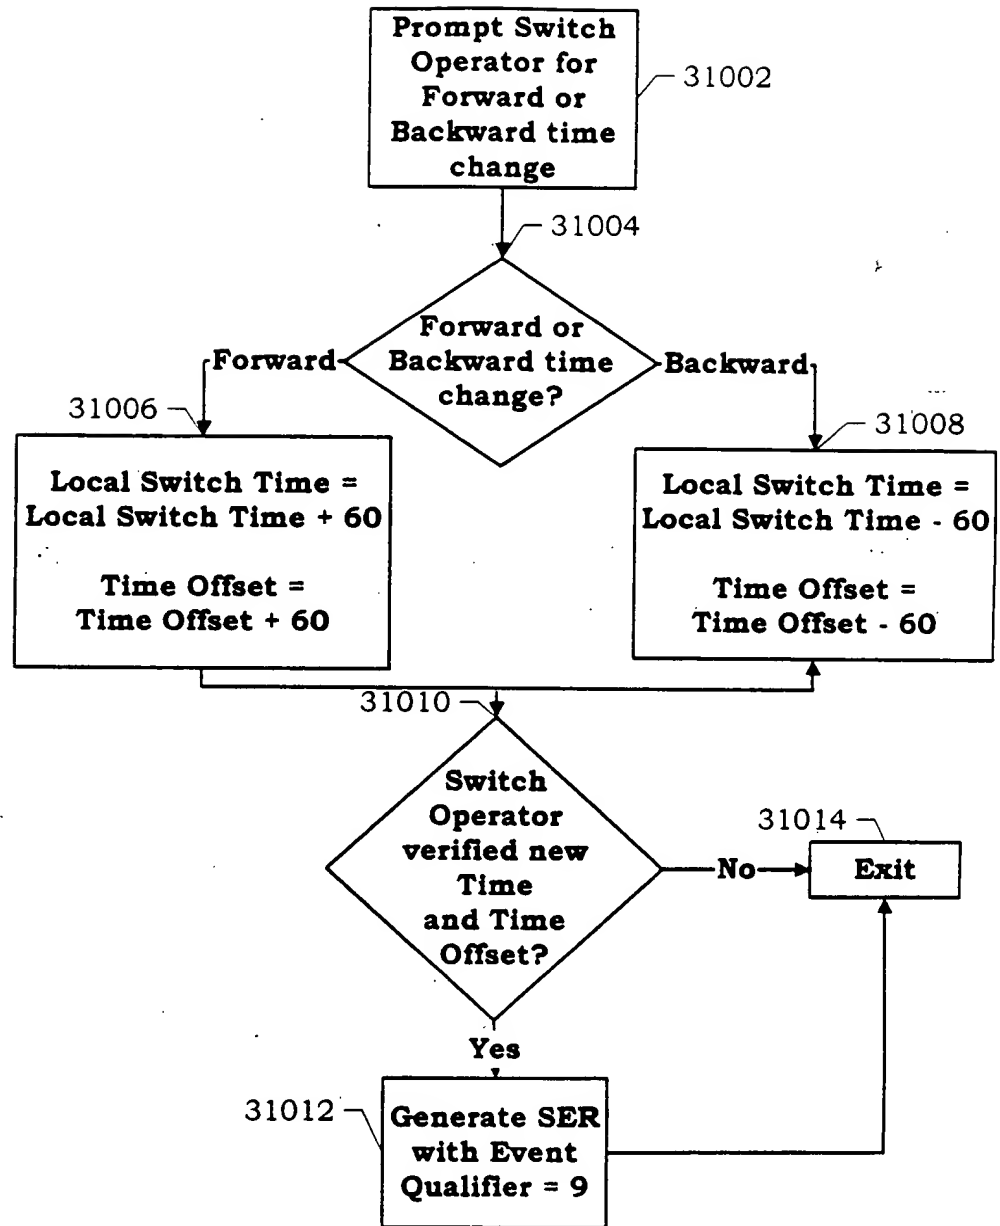 Prompt Switch
Operator for
Forward or
Backward time
change
31002
31004
Forward or
Backward time
change?
Forward
Backward
31006
31008
Local Switch Time =
Local Switch Time + 60
Time Offset =
Time Offset + 60
Local Switch Time =
Local Switch Time - 60
Time Offset =
Time Offset - 60
31010
Switch
Operator
verified new
Time
and Time
Offset?
31014
No
Exit
Yes
31012
Generate SER
with Event
Qualifier = 9